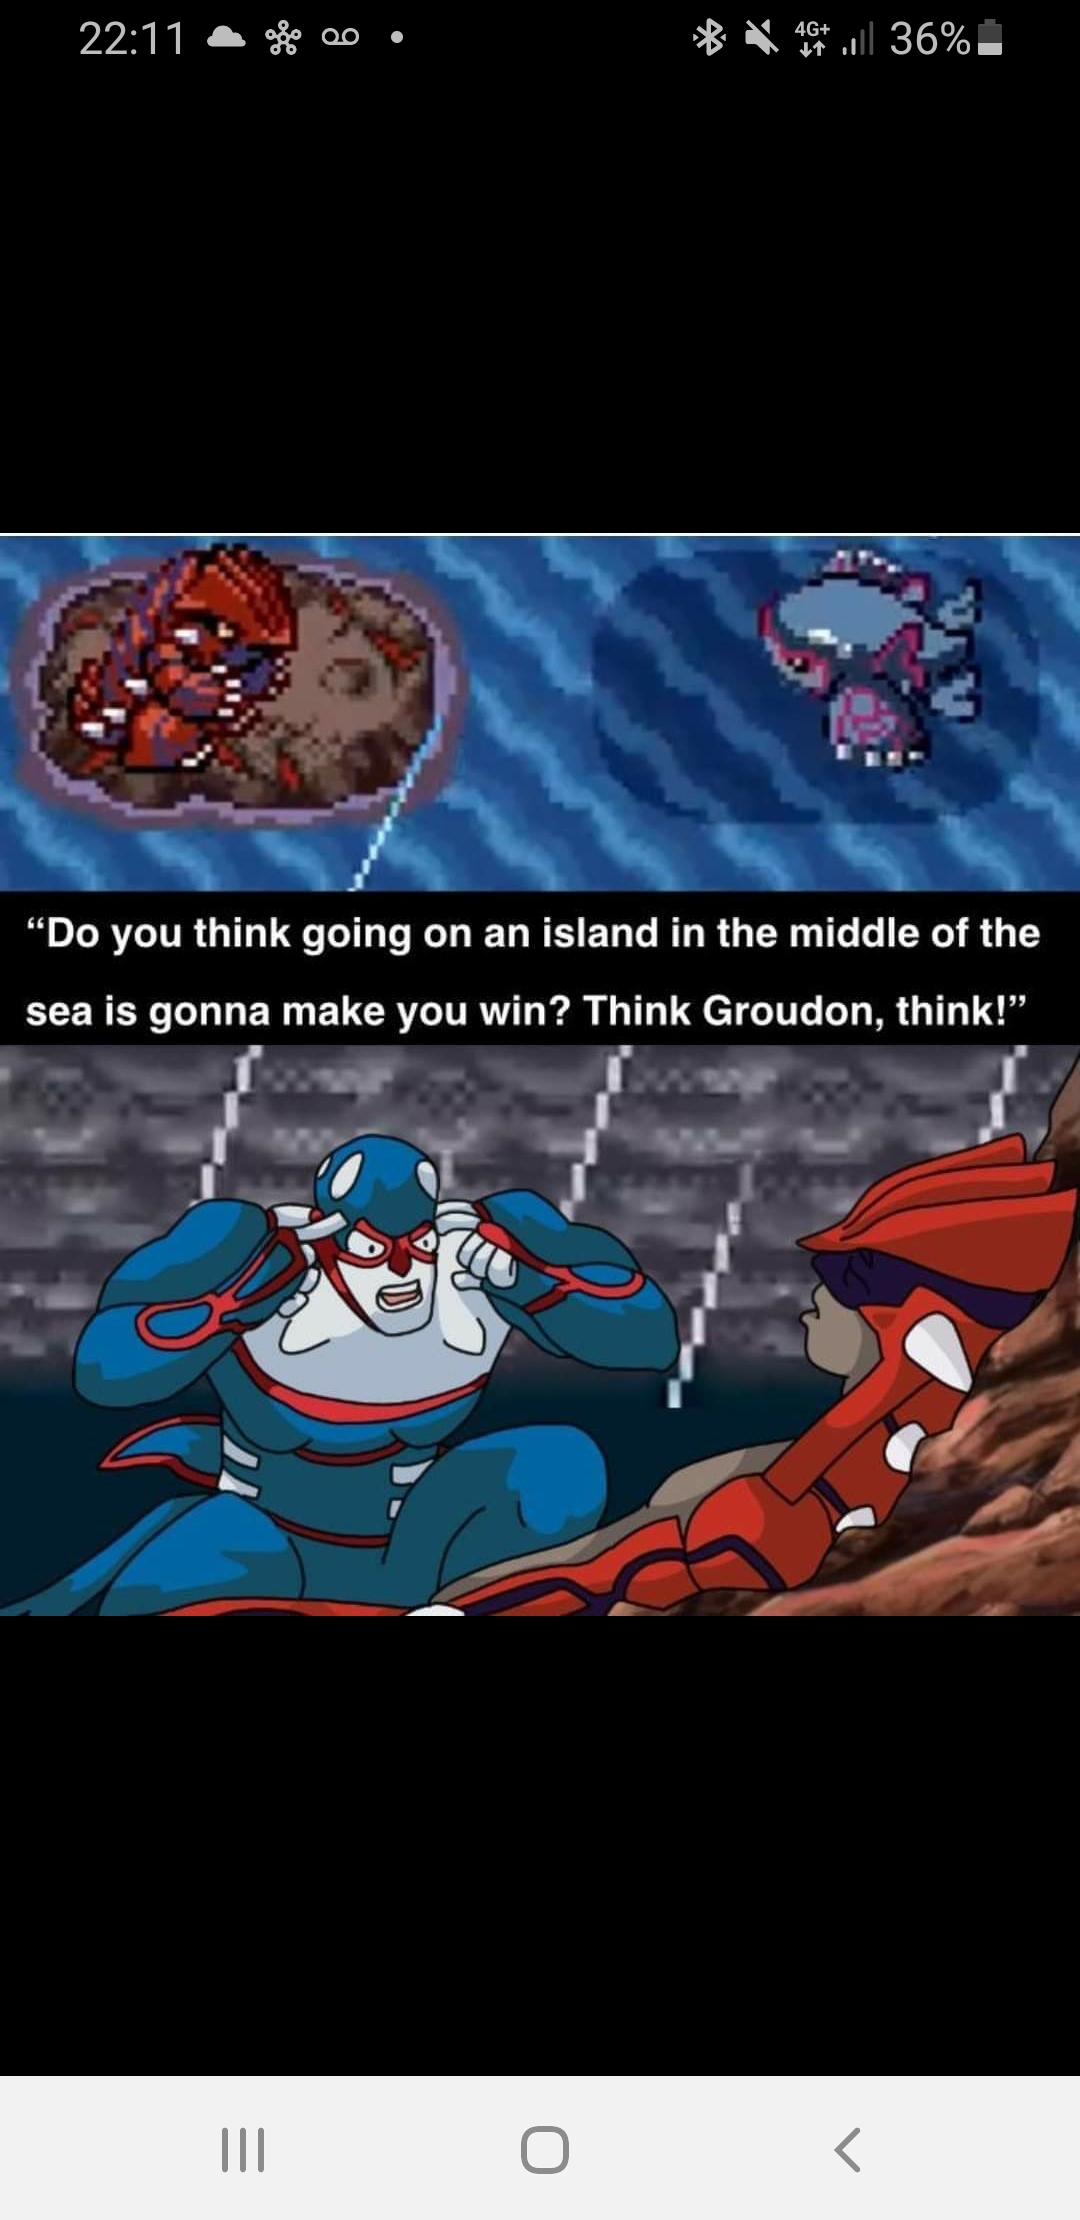 22:11
4G+
36%
“Do you think going on an island in the middle of the
sea is gonna make you win? Think Groudon, think!”